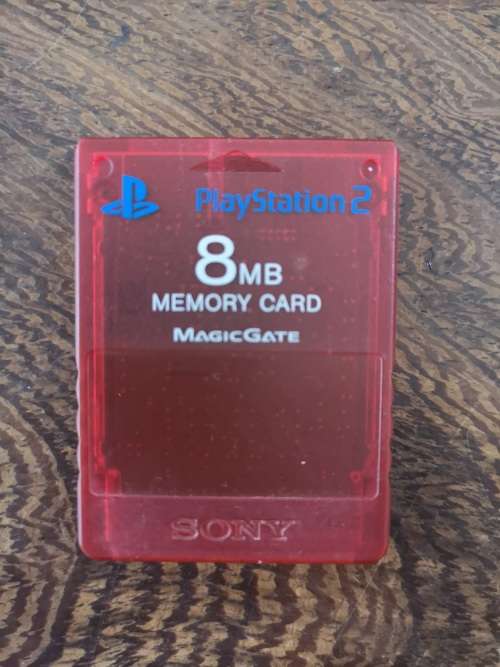 PlayStation 2
8MB
MEMORY CARD
MAGICGATE
SONY